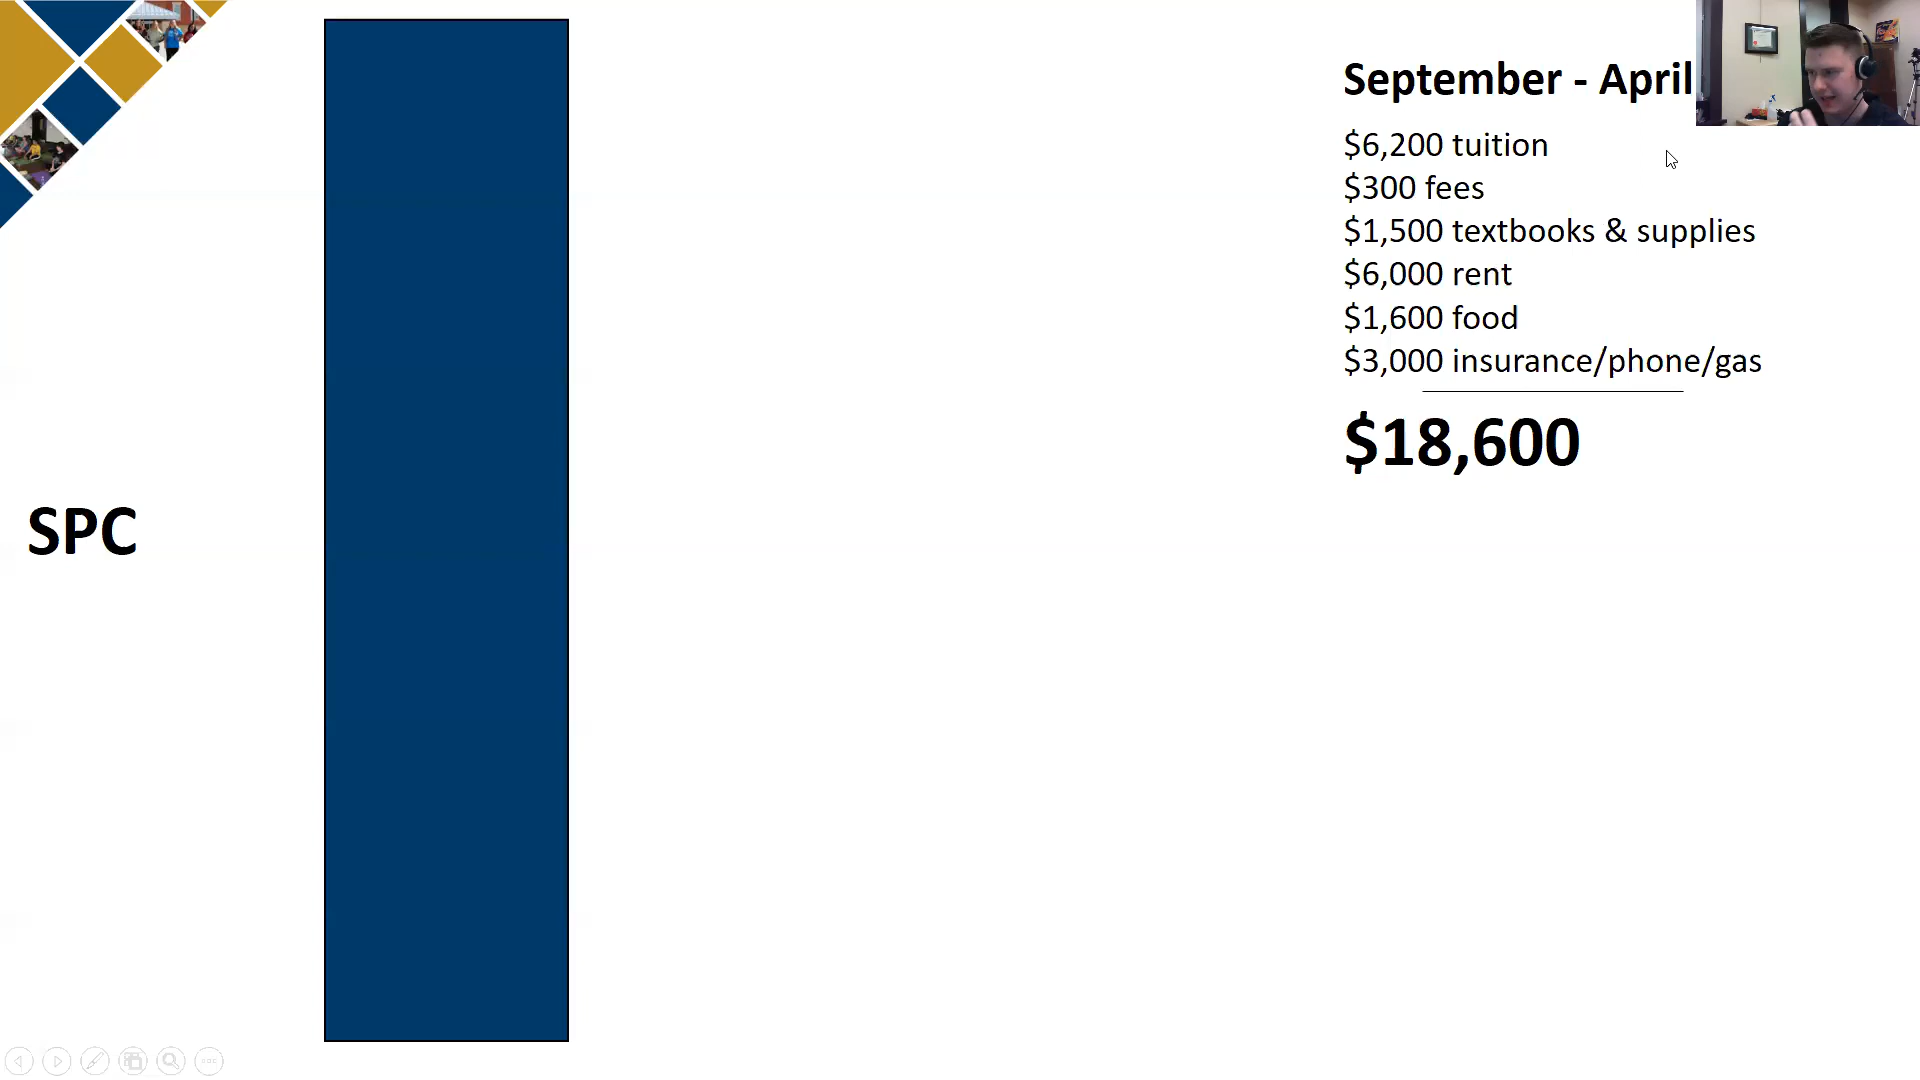 September - April
$6,200 tuition
$300 fees
$1,500 textbooks & supplies
$6,000 rent
$1,600 food
$3,000 insurance/phone/gas
$18,600
SPC